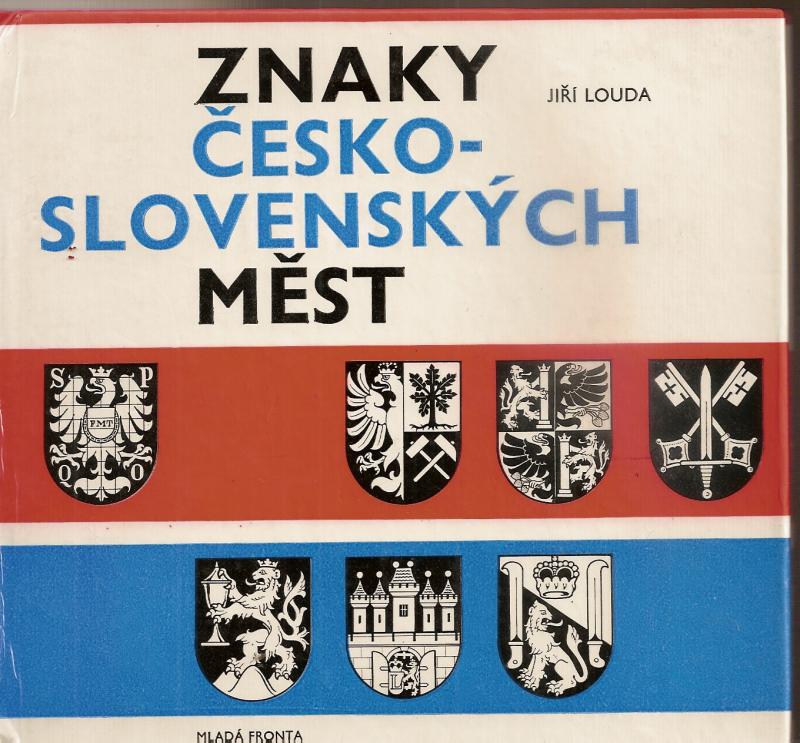 ZNAKY
JIŘÍ LOUDA
ČESKO-
SLOVENSKÝCH
MĚST
S P
FMT
Q O
L
MLADÁ FRONTA